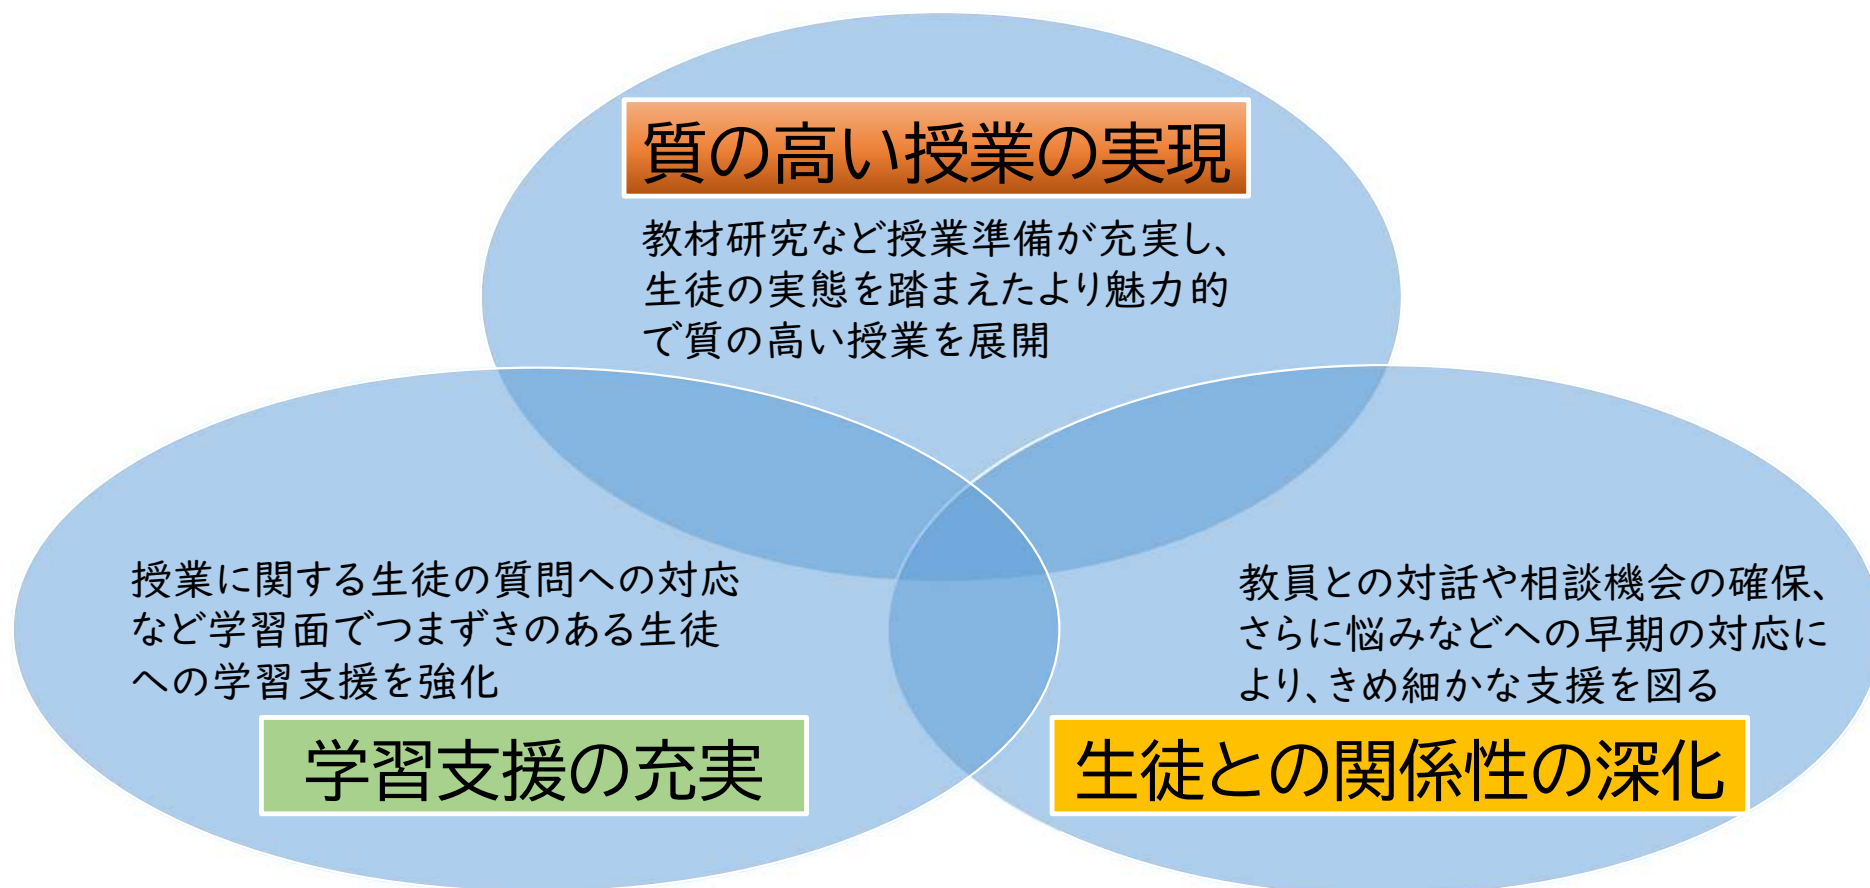 質の高い授業の実現
教材研究など授業準備が充実し、
生徒の実態を踏まえたより魅力的
で質の高い授業を展開
授業に関する生徒の質問への対応
など学習面でつまずきのある生徒
への学習支援を強化
学習支援の充実
教員との対話や相談機会の確保、
さらに悩みなどへの早期の対応に
より、きめ細かな支援を図る
生徒との関係性の深化